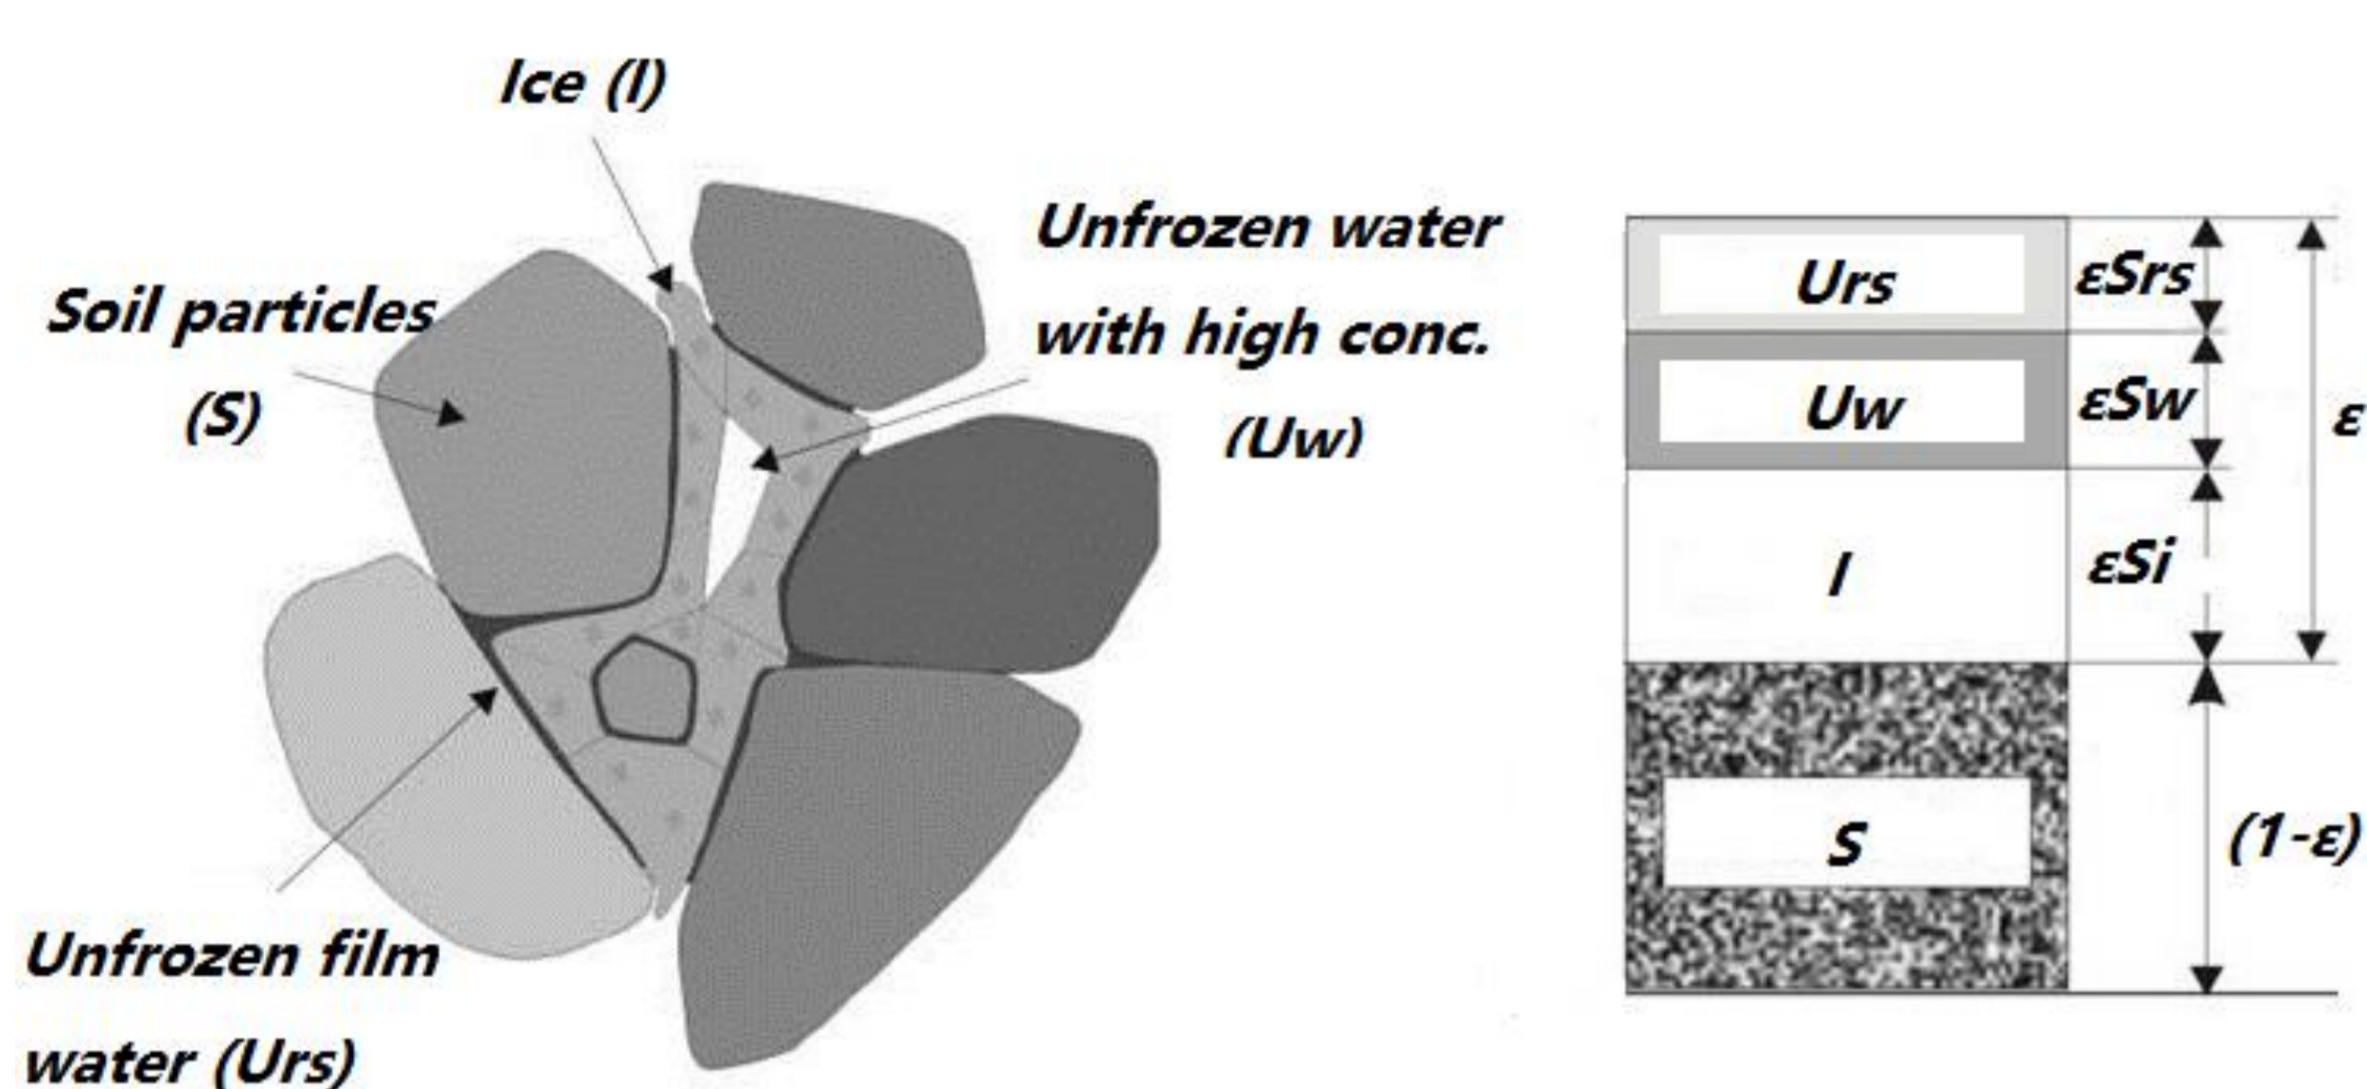 Ice (I)
Unfrozen water
with high conc.
(Uw)
Soil particles
(S)
Unfrozen film
water (Urs)
Urs
εSrs
Uw
εSw
ε
I
εSi
S
(1-ε)